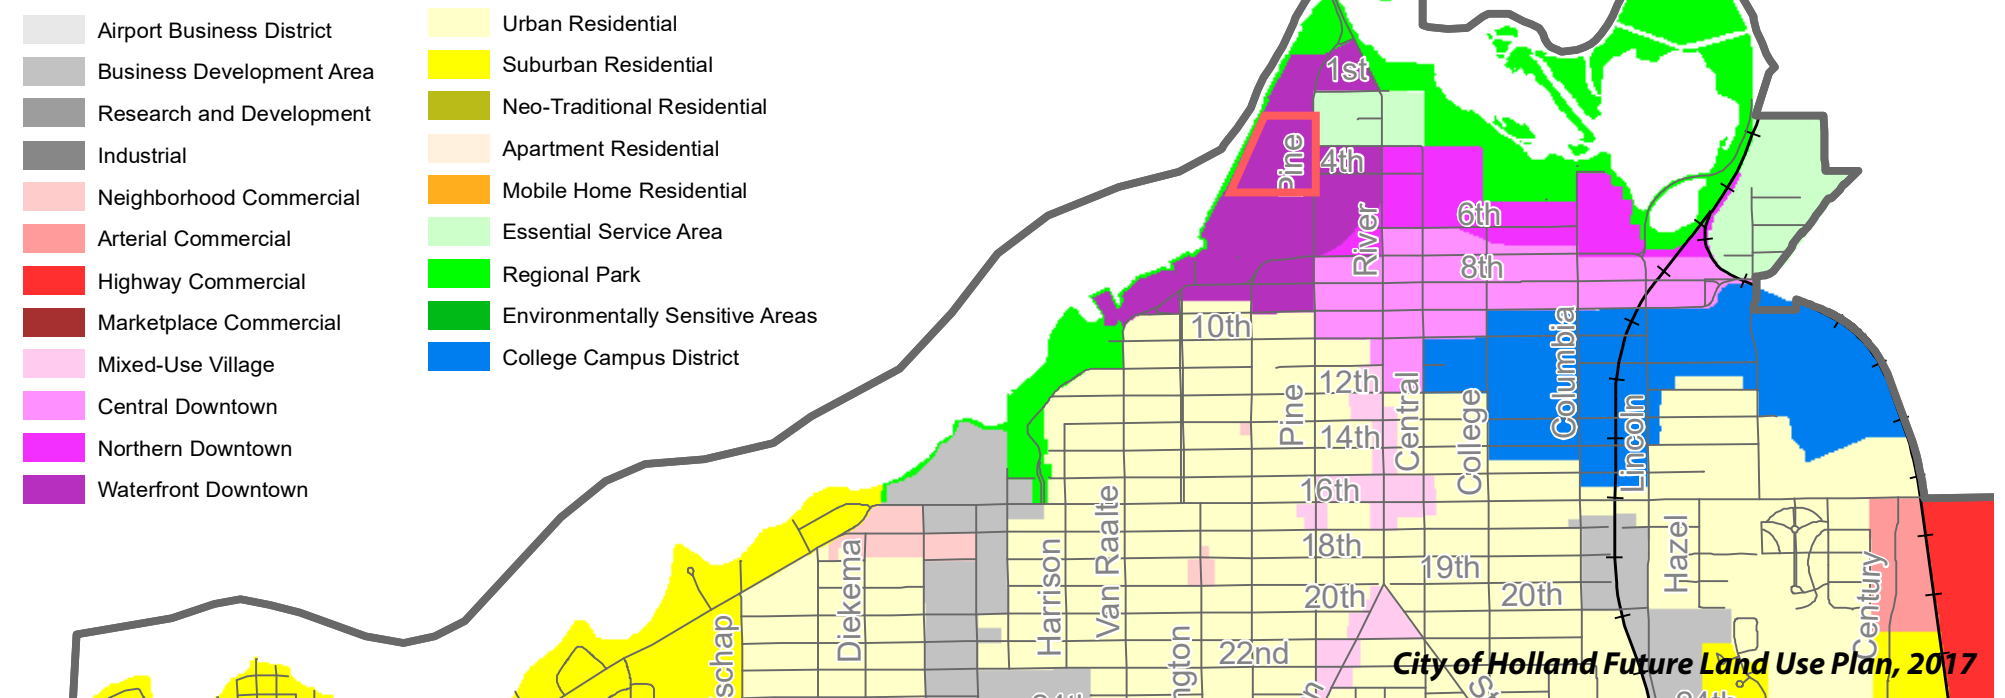 Airport Business District
Business Development Area
Research and Development
Industrial
Neighborhood Commercial
Arterial Commercial
Highway Commercial
Marketplace Commercial
Mixed-Use Village
Central Downtown
Northern Downtown
Waterfront Downtown
Urban Residential
Suburban Residential
Neo-Traditional Residential
Apartment Residential
Mobile Home Residential
Essential Service Area
Regional Park
Environmentally Sensitive Areas
College Campus District
1st
Pine
4th
River
6th
8th
10th
Columbia
12th
Pine
Central
College
Lincoln
14th
16th
Van Raalte
Harrison
Diekema
18th
19th
Hazel
Century
20th
20th
schap
ngton
22nd
24th
24th
City of Holland Future Land Use Plan, 2017